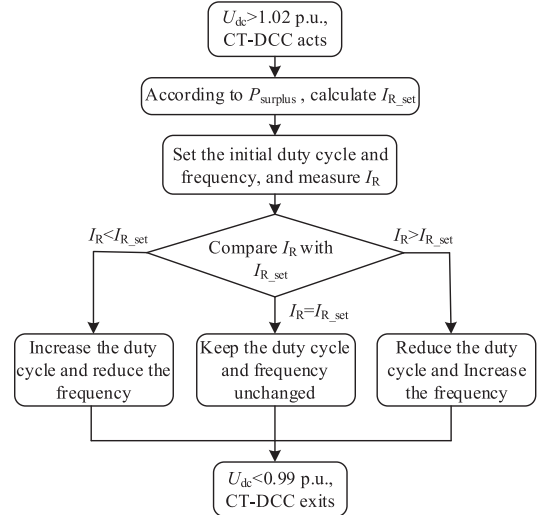 U_dc>1.02 p.u.,
CT-DCC acts
According to P_surplus , calculate I_R_set
Set the initial duty cycle and
frequency, and measure I_R
I_R<I_R_set
Compare I_R with
I_R_set
I_R>I_R_set
I_R=I_R_set
Increase the duty
cycle and reduce the
frequency
Keep the duty cycle
and frequency
unchanged
Reduce the duty
cycle and Increase
the frequency
U_dc<0.99 p.u.,
CT-DCC exits